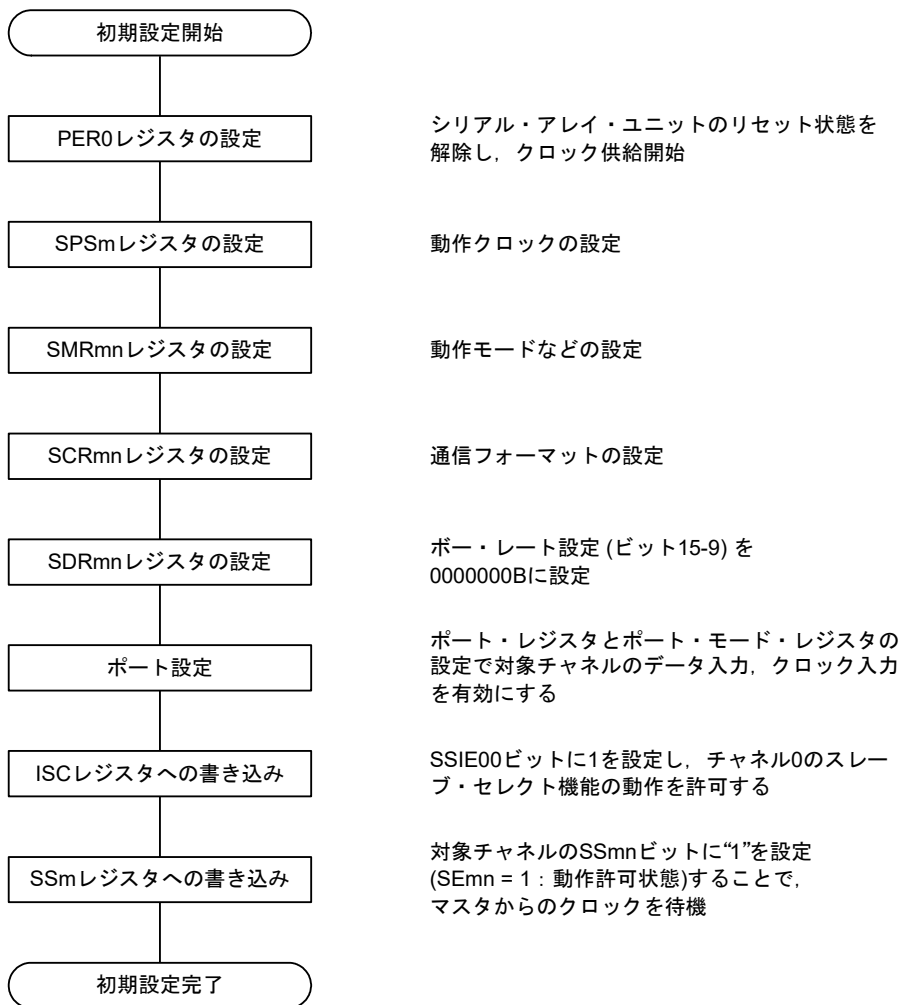 初期設定開始
PER0レジスタの設定
シリアル・アレイ・ユニットのリセット状態を
解除し，クロック供給開始
SPSmレジスタの設定
動作クロックの設定
SMRmnレジスタの設定
動作モードなどの設定
SCRmnレジスタの設定
通信フォーマットの設定
SDRmnレジスタの設定
ボー・レート設定 (ビット15-9) を
0000000Bに設定
ポート設定
ポート・レジスタとポート・モード・レジスタの
設定で対象チャネルのデータ入力，クロック入力
を有効にする
ISCレジスタへの書き込み
SSIE00ビットに1を設定し，チャネル0のスレー
ブ・セレクト機能の動作を許可する
SSmレジスタへの書き込み
対象チャネルのSSmnビットに“1”を設定
(SEmn = 1：動作許可状態)することで，
マスタからのクロックを待機
初期設定完了